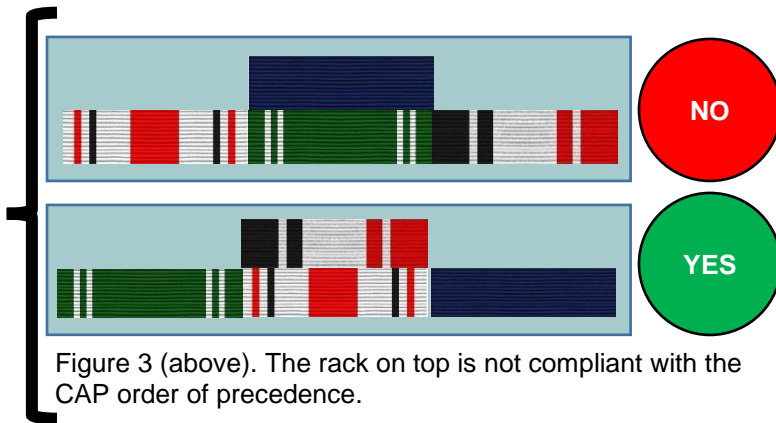 NO
YES
Figure 3 (above). The rack on top is not compliant with the
CAP order of precedence.